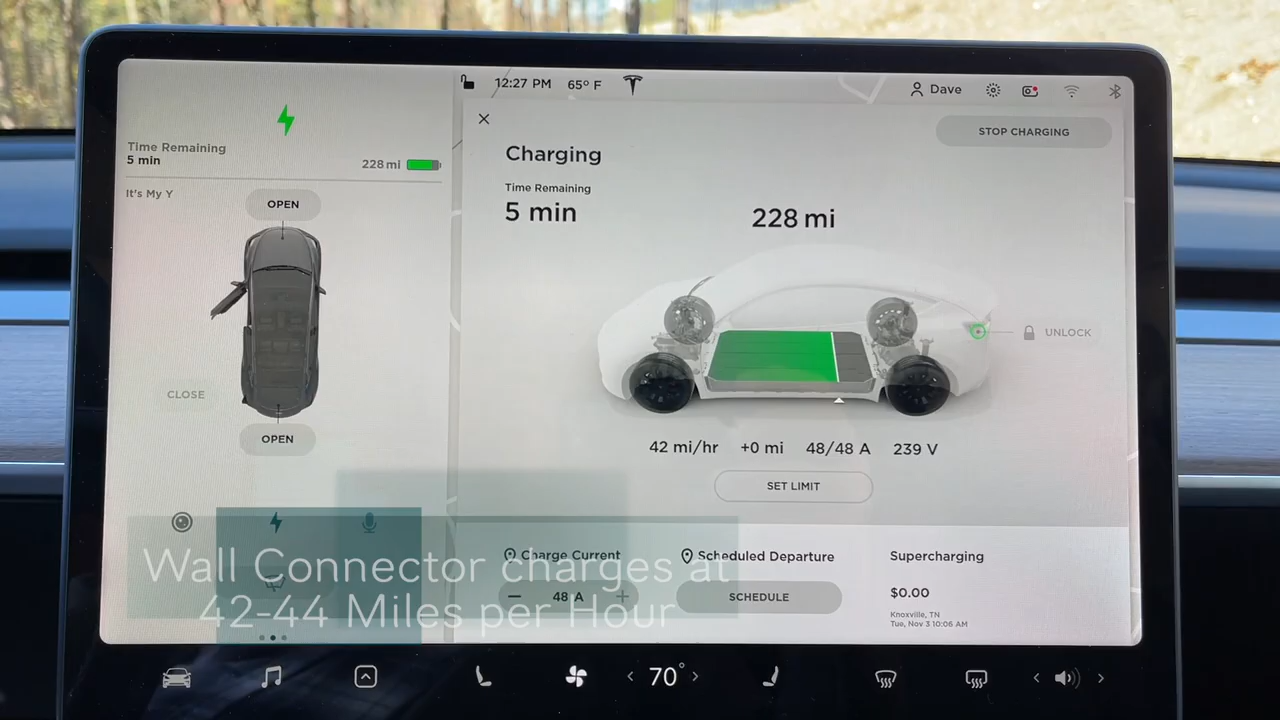 12:27 PM 65° F Dave
Time Remaining
5 min
228 mi
It's My Y
OPEN
CLOSE
OPEN
STOP CHARGING
Charging
Time Remaining
5 min
228 mi
UNLOCK
42 mi/hr +0 mi 48/48 A 239 V
SET LIMIT
Charge Current
48 A
Scheduled Departure
SCHEDULE
Supercharging
$0.00
Knoxville, TN
Tue, Nov 3 10:06 AM
Wall Connector charges at
42-44 Miles per Hour
70°